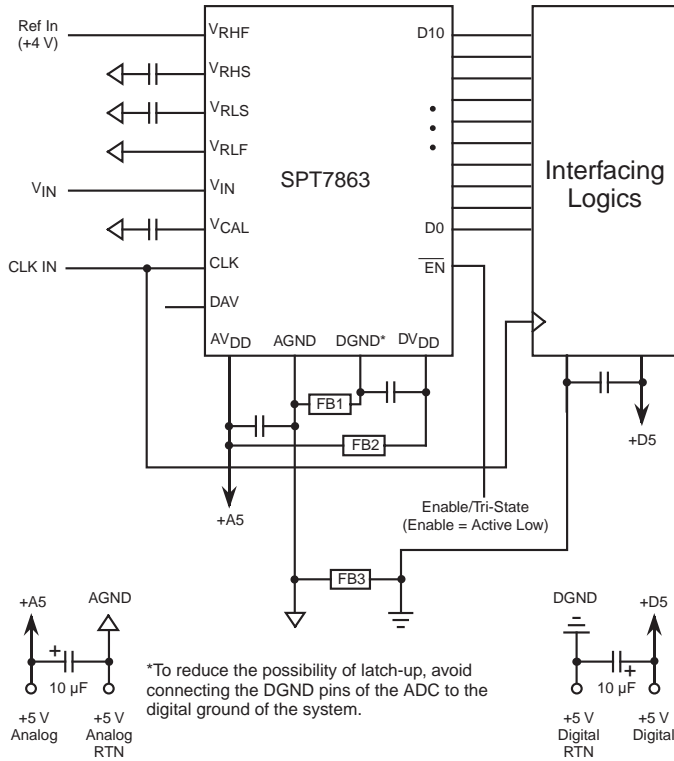 Ref In
(+4 V)
VRHF
D10
VRHS
VRLS
VRLF
SPT7863
Interfacing
Logics
VIN
VIN
VCAL
D0
CLK IN
CLK
EN
DAV
AVDD
AGND
DGND*
DVDD
FB1
FB2
+D5
+A5
Enable/Tri-State
(Enable = Active Low)
FB3
+A5
AGND
DGND
+D5
+
10 µF
*To reduce the possibility of latch-up, avoid
connecting the DGND pins of the ADC to the
digital ground of the system.
10 µF
+
+5 V
Analog
+5 V
Analog
RTN
+5 V
Digital
RTN
+5 V
Digital